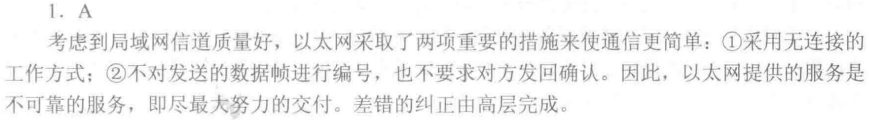 1. A
考虑到局域网信道质量好，以太网采取了两项重要的措施来使通信更简单：①采用无连接的
工作方式；②不对发送的数据帧进行编号，也不要求对方发回确认。因此，以太网提供的服务是
不可靠的服务，即尽最大努力的交付。差错的纠正由高层完成。